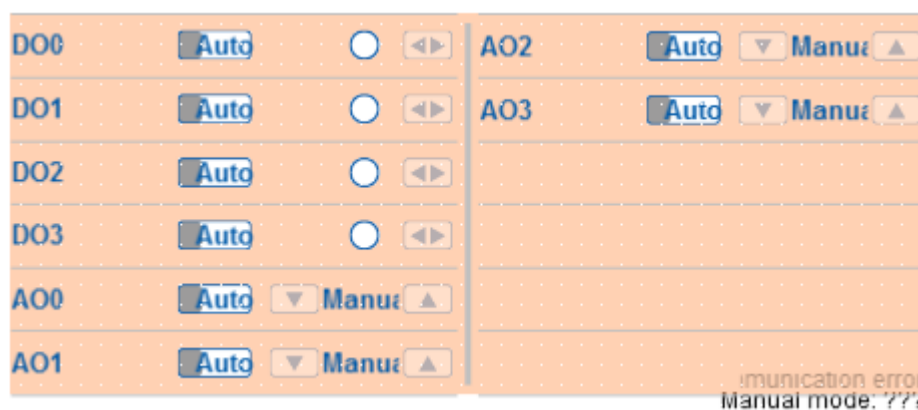 DO0 Auto
DO1 Auto
DO2 Auto
DO3 Auto
AO0 Auto Manua
AO1 Auto Manua
AO2 Auto Manua
AO3 Auto Manua
munication erro
Manual mode: ???